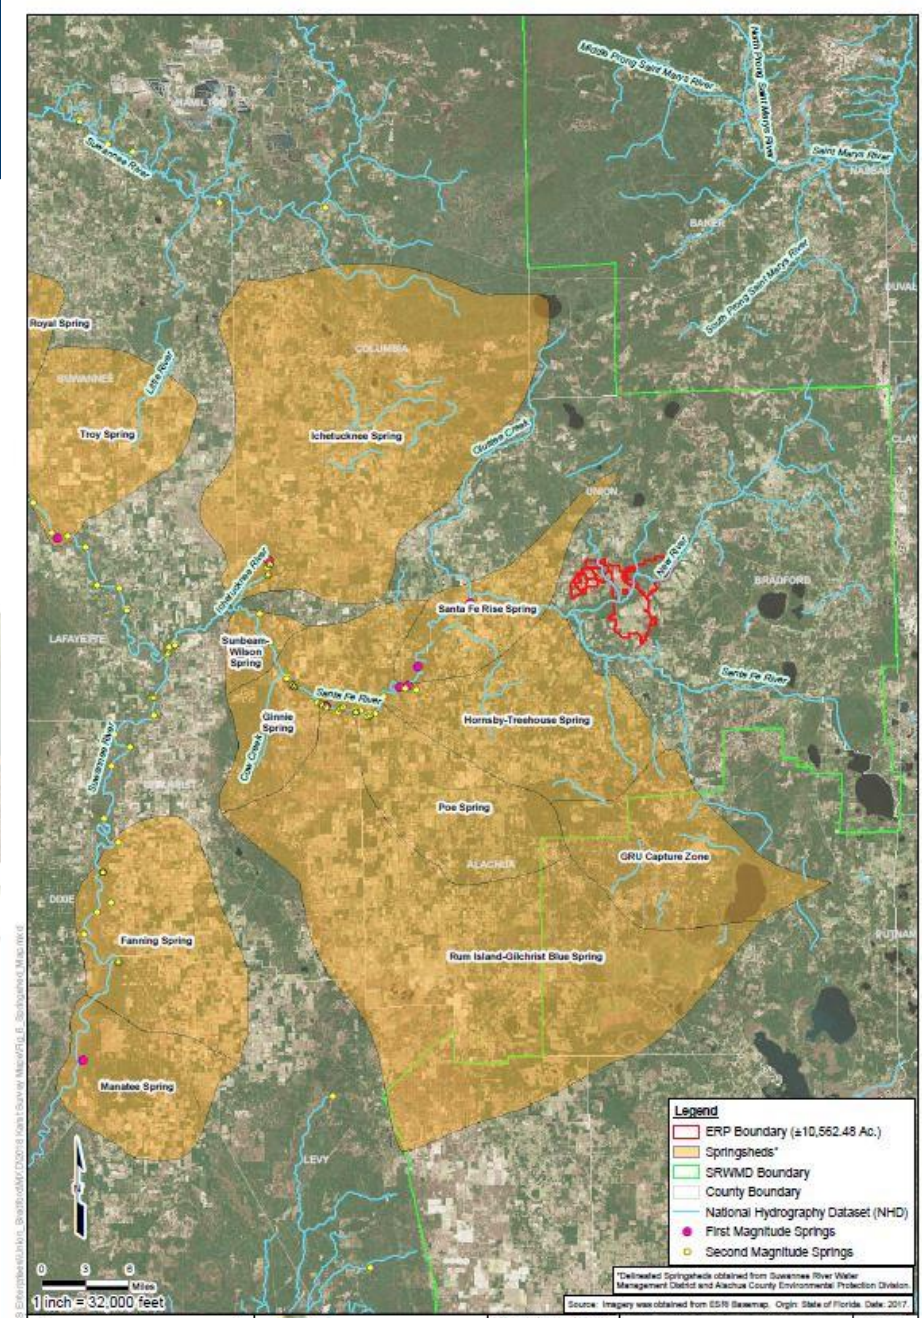 Middle Prong Saint Marys River
North Prong Saint Marys River
HAMILTON
Suwannee River
Saint Marys River
NASSAU
BAKER
South Prong Saint Marys River
DUVAL
Royal Spring
COLUMBIA
SUWANNEE
Little River
Troy Spring
Ichetucknee Spring
Olustee Creek
CLAY
UNION
New River
Ichetucknee River
BRADFORD
Santa Fe Rise Spring
LAFAYETTE
Sunbeam-
Wilson
Spring
Santa Fe River
Santa Fe River
Ginnie
Spring
Hornsby-Treehouse Spring
Suwannee River
Cow Creek
GILCHRIST
Poe Spring
ALACHUA
GRU Capture Zone
DIXIE
PUTNAM
Fanning Spring
Rum Island-Gilchrist Blue Spring
Manatee Spring
LEVY
N
Legend
ERP Boundary (±10,562.48 Ac.)
Springsheds*
SRWMD Boundary
County Boundary
National Hydrography Dataset (NHD)
First Magnitude Springs
Second Magnitude Springs
0 3 6
Miles
1 inch = 32,000 feet
*Delineated Springsheds obtained from Suwannee River Water
Management District and Alachua County Environmental Protection Division.
Source: Imagery was obtained from ESRI Basemap. Orgin: State of Florida. Date: 2017.